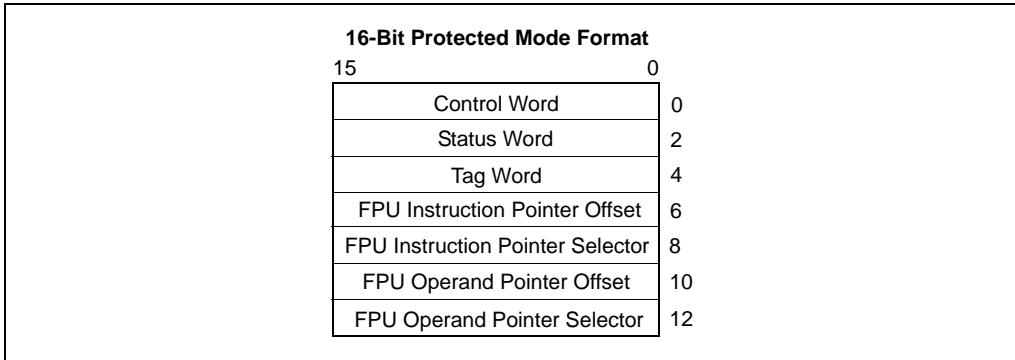 16-Bit Protected Mode Format
15 0
Control Word 0
Status Word 2
Tag Word 4
FPU Instruction Pointer Offset 6
FPU Instruction Pointer Selector 8
FPU Operand Pointer Offset 10
FPU Operand Pointer Selector 12